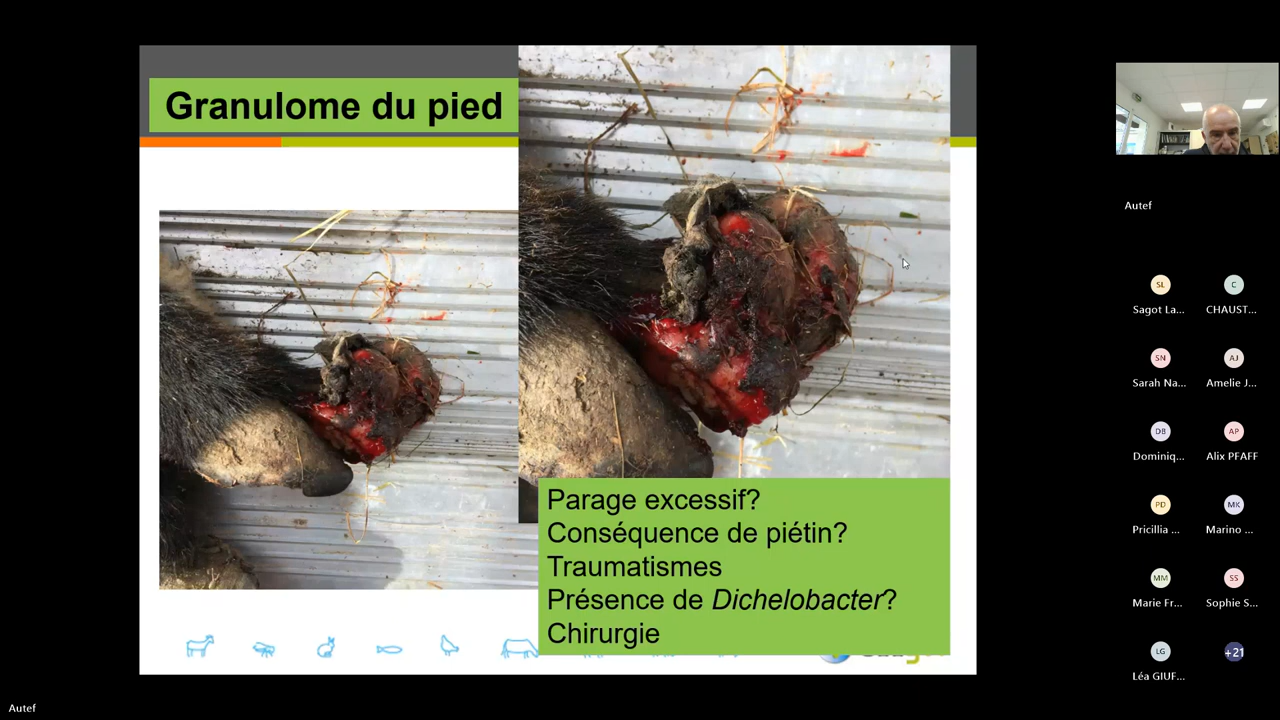 Granulome du pied
Parage excessif?
Conséquence de piétin?
Traumatismes
Présence de Dichelobacter?
Chirurgie
Autef
SL
C
Sagot La...
CHAUST...
SN
AJ
Sarah Na...
Amelie J...
DB
AP
Dominiq...
Alix PFAFF
PD
MK
Pricillia ...
Marino ...
MM
SS
Marie Fr...
Sophie S...
LG
+21
Léa GIUF...
Autef